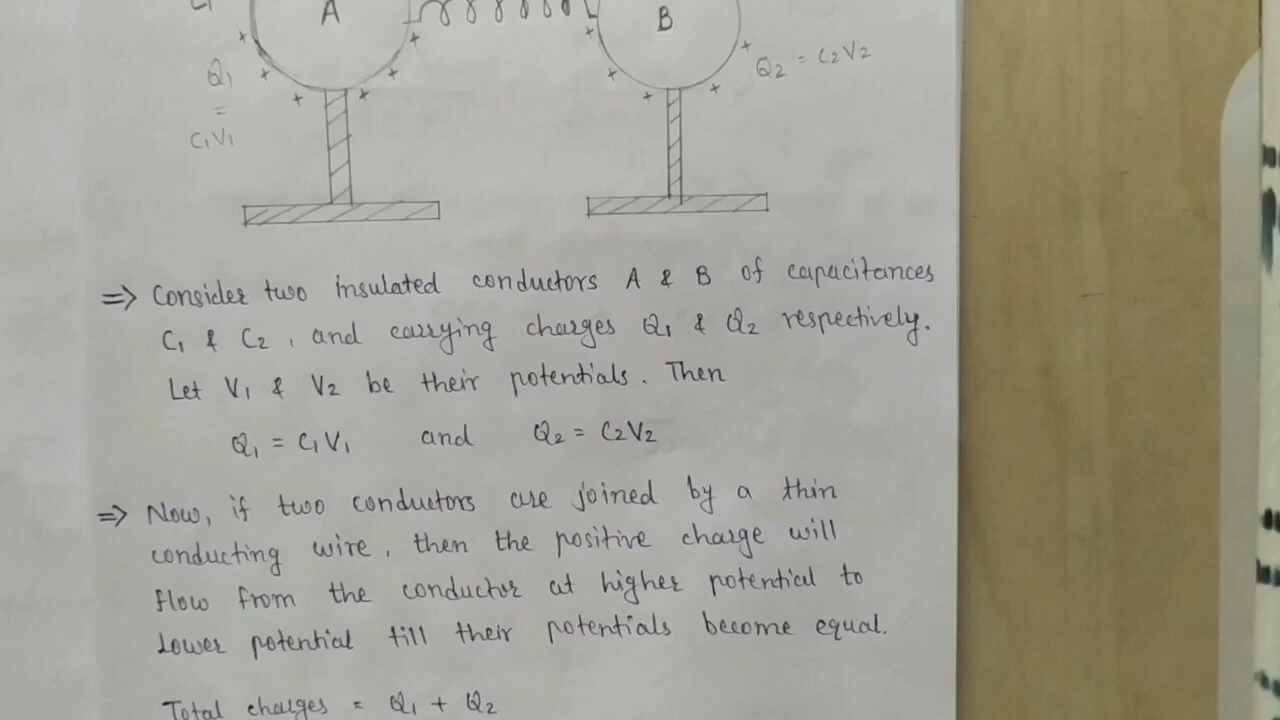 A
B
Q₁
=
C₁V₁
Q₂ = C₂V₂
⇒ Consider two insulated conductors A & B of capacitances
C₁ & C₂, and carrying charges Q₁ & Q₂ respectively.
Let V₁ & V₂ be their potentials. Then
Q₁ = C₁V₁ and Q₂ = C₂V₂
⇒ Now, if two conductors are joined by a thin
conducting wire, then the positive charge will
flow from the conductor at higher potential to
lower potential till their potentials become equal.
Total charges = Q₁ + Q₂